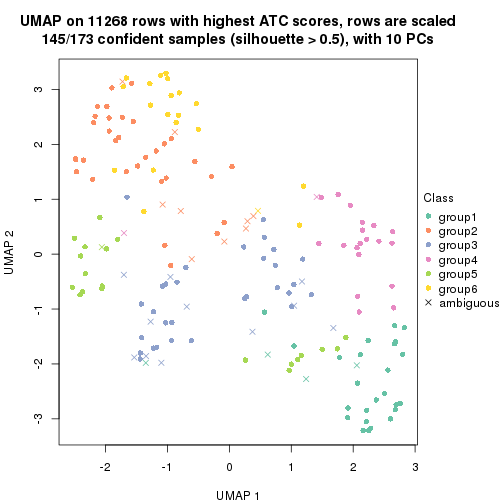 UMAP on 11268 rows with highest ATC scores, rows are scaled
145/173 confident samples (silhouette > 0.5), with 10 PCs
3
2
1
0
-1
-2
-3
UMAP 2
-2
-1
0
1
2
3
UMAP 1
Class
group1
group2
group3
group4
group5
group6
ambiguous